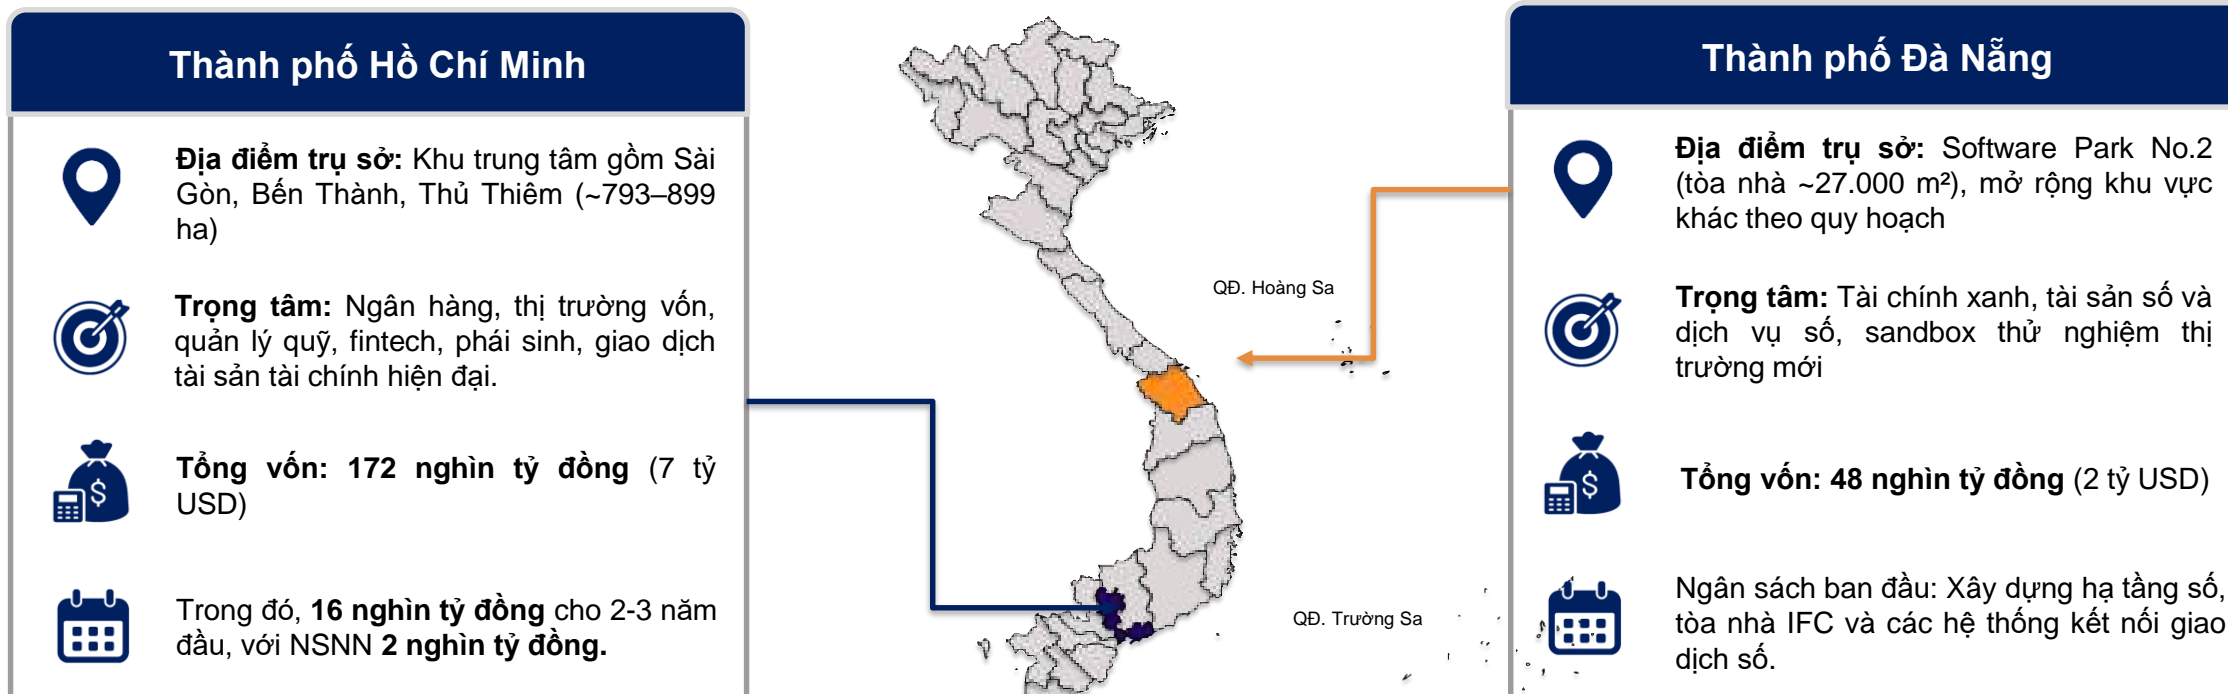 Thành phố Hồ Chí Minh
Địa điểm trụ sở: Khu trung tâm gồm Sài
Gòn, Bến Thành, Thủ Thiêm (~793–899
ha)
Trọng tâm: Ngân hàng, thị trường vốn,
quản lý quỹ, fintech, phái sinh, giao dịch
tài sản tài chính hiện đại.
$
Tổng vốn: 172 nghìn tỷ đồng (7 tỷ
USD)
Trong đó, 16 nghìn tỷ đồng cho 2-3 năm
đầu, với NSNN 2 nghìn tỷ đồng.
QĐ. Hoàng Sa
QĐ. Trường Sa
Thành phố Đà Nẵng
Địa điểm trụ sở: Software Park No.2
(tòa nhà ~27.000 m²), mở rộng khu vực
khác theo quy hoạch
Trọng tâm: Tài chính xanh, tài sản số và
dịch vụ số, sandbox thử nghiệm thị
trường mới
$
Tổng vốn: 48 nghìn tỷ đồng (2 tỷ USD)
Ngân sách ban đầu: Xây dựng hạ tầng số,
tòa nhà IFC và các hệ thống kết nối giao
dịch số.